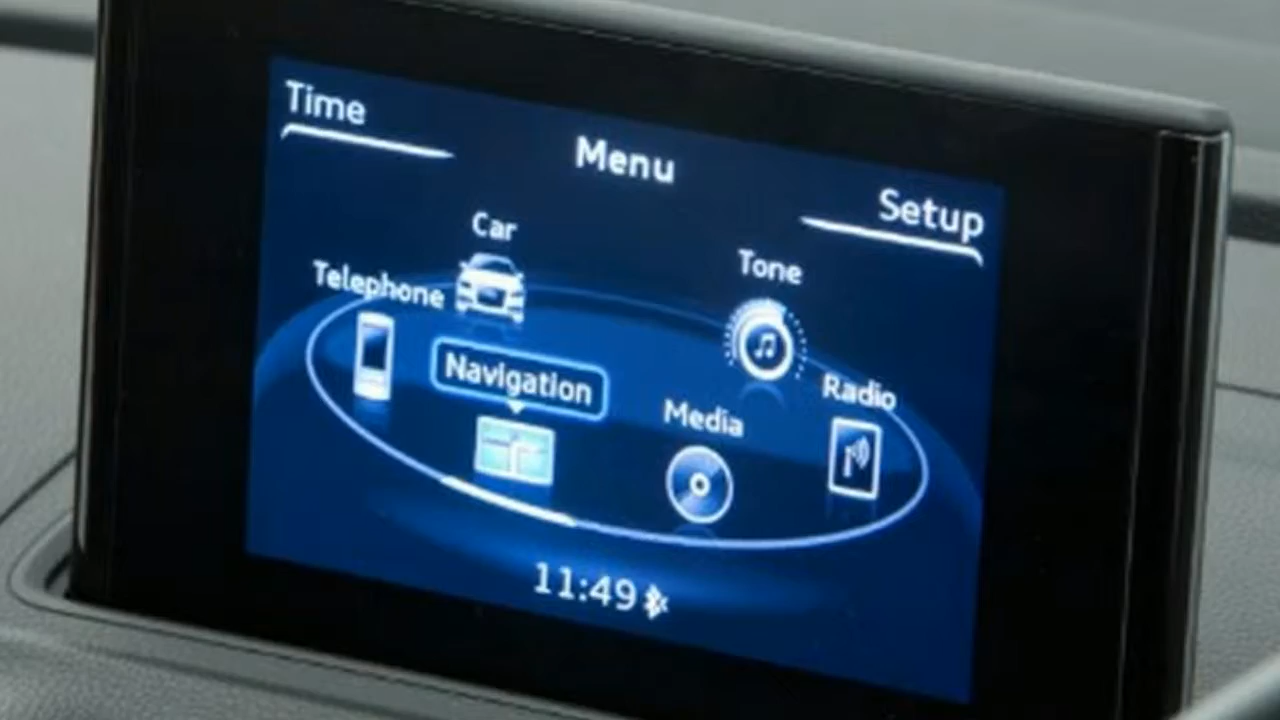 Time
Menu
Setup
Car
Tone
Telephone
Navigation
Radio
Media
11:49